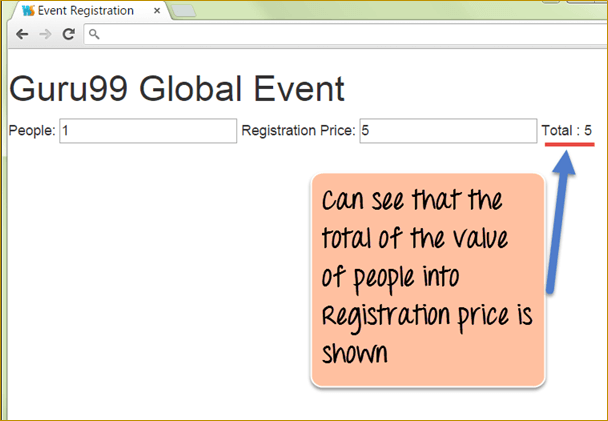 Event Registration
Guru99 Global Event
People: 1 Registration Price: 5 Total : 5
Can see that the
total of the value
of people into
Registration price is
shown